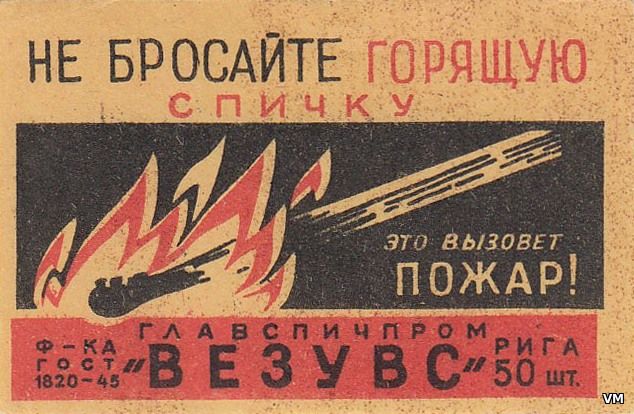 НЕ БРОСАЙТЕ ГОРЯЩУЮ
СПИЧКУ
ЭТО ВЫЗОВЕТ
ПОЖАР!
ГЛАВСПИЧПРОМ
Ф-КА „ВЕЗУВС“ РИГА
ГОСТ 50 ШТ.
1820-45
VM